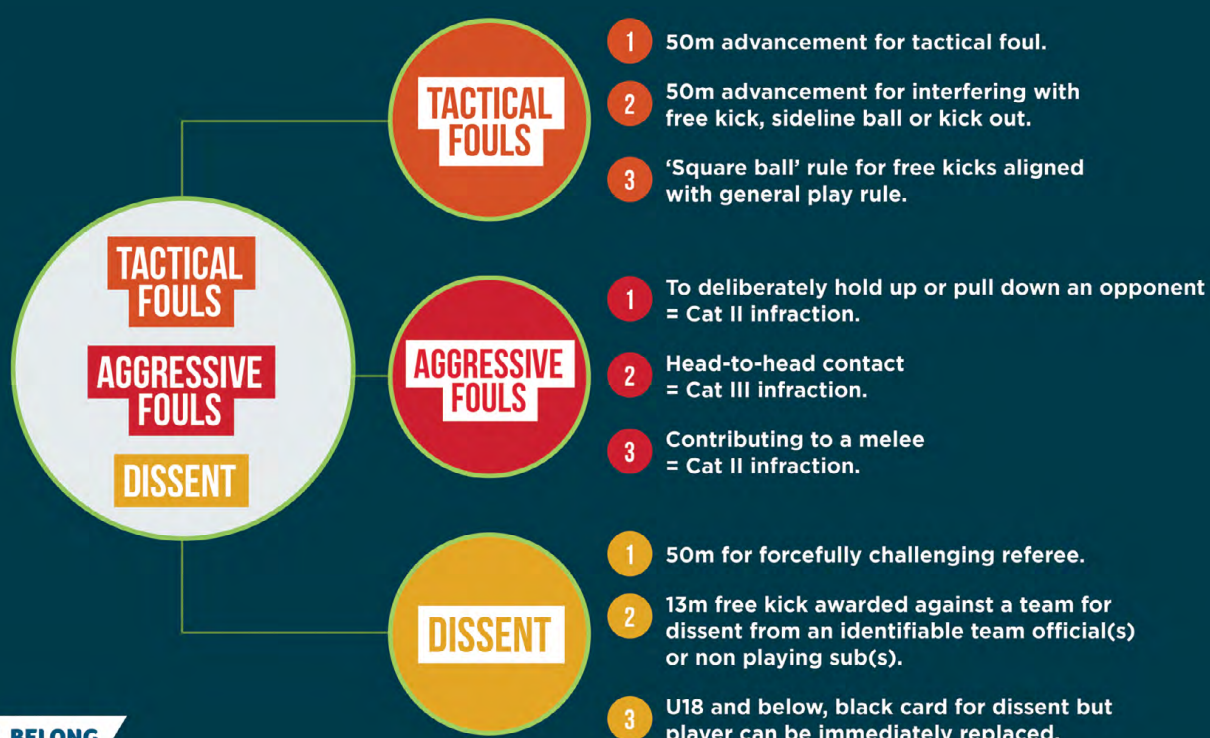 TACTICAL
FOULS
AGGRESSIVE
FOULS
DISSENT
TACTICAL
FOULS
1 50m advancement for tactical foul.
2 50m advancement for interfering with
free kick, sideline ball or kick out.
3 ‘Square ball’ rule for free kicks aligned
with general play rule.
AGGRESSIVE
FOULS
1 To deliberately hold up or pull down an opponent
= Cat II infraction.
2 Head-to-head contact
= Cat III infraction.
3 Contributing to a melee
= Cat II infraction.
DISSENT
1 50m for forcefully challenging referee.
2 13m free kick awarded against a team for
dissent from an identifiable team official(s)
or non playing sub(s).
3 U18 and below, black card for dissent but
player can be immediately replaced.
BELONG